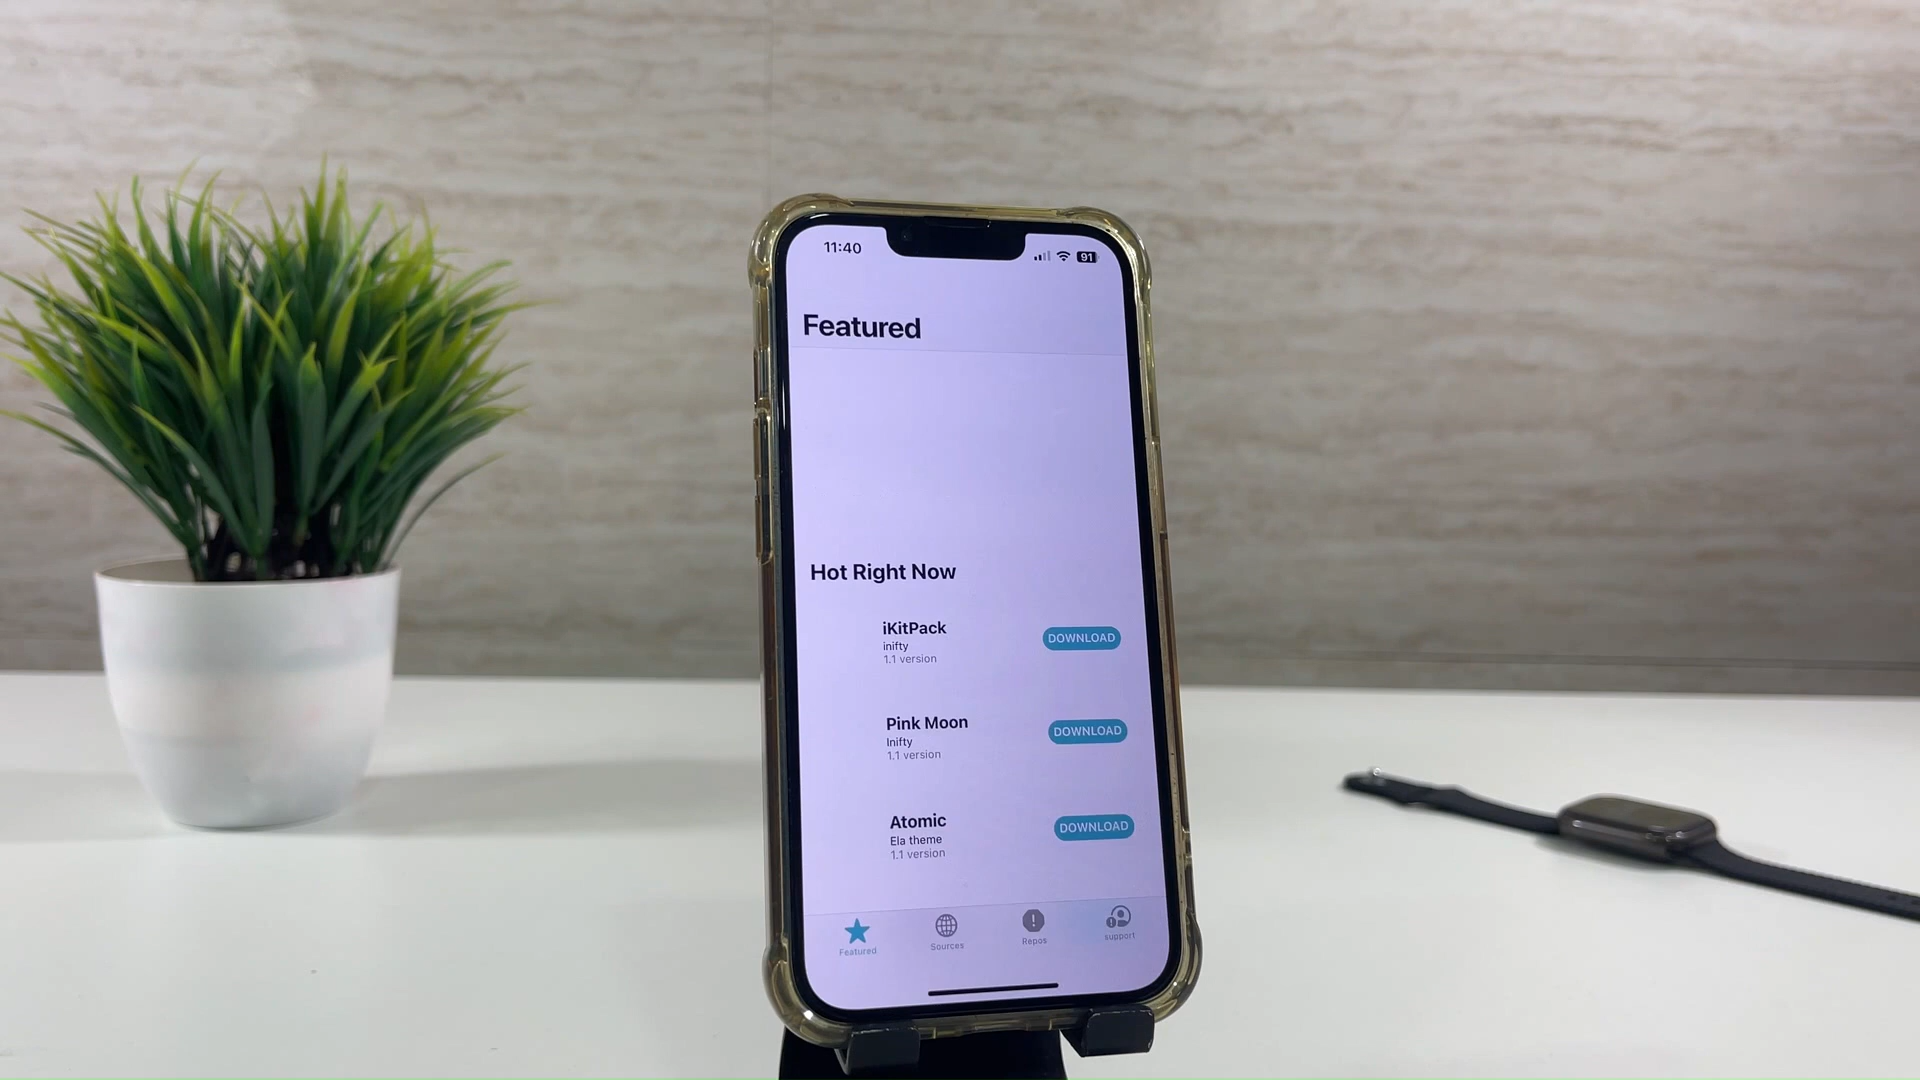 11:40
91
Featured
Hot Right Now
iKitPack
inifty
1.1 version
DOWNLOAD
Pink Moon
Inifty
1.1 version
DOWNLOAD
Atomic
Ela theme
1.1 version
DOWNLOAD
Featured
Sources
Repos
support